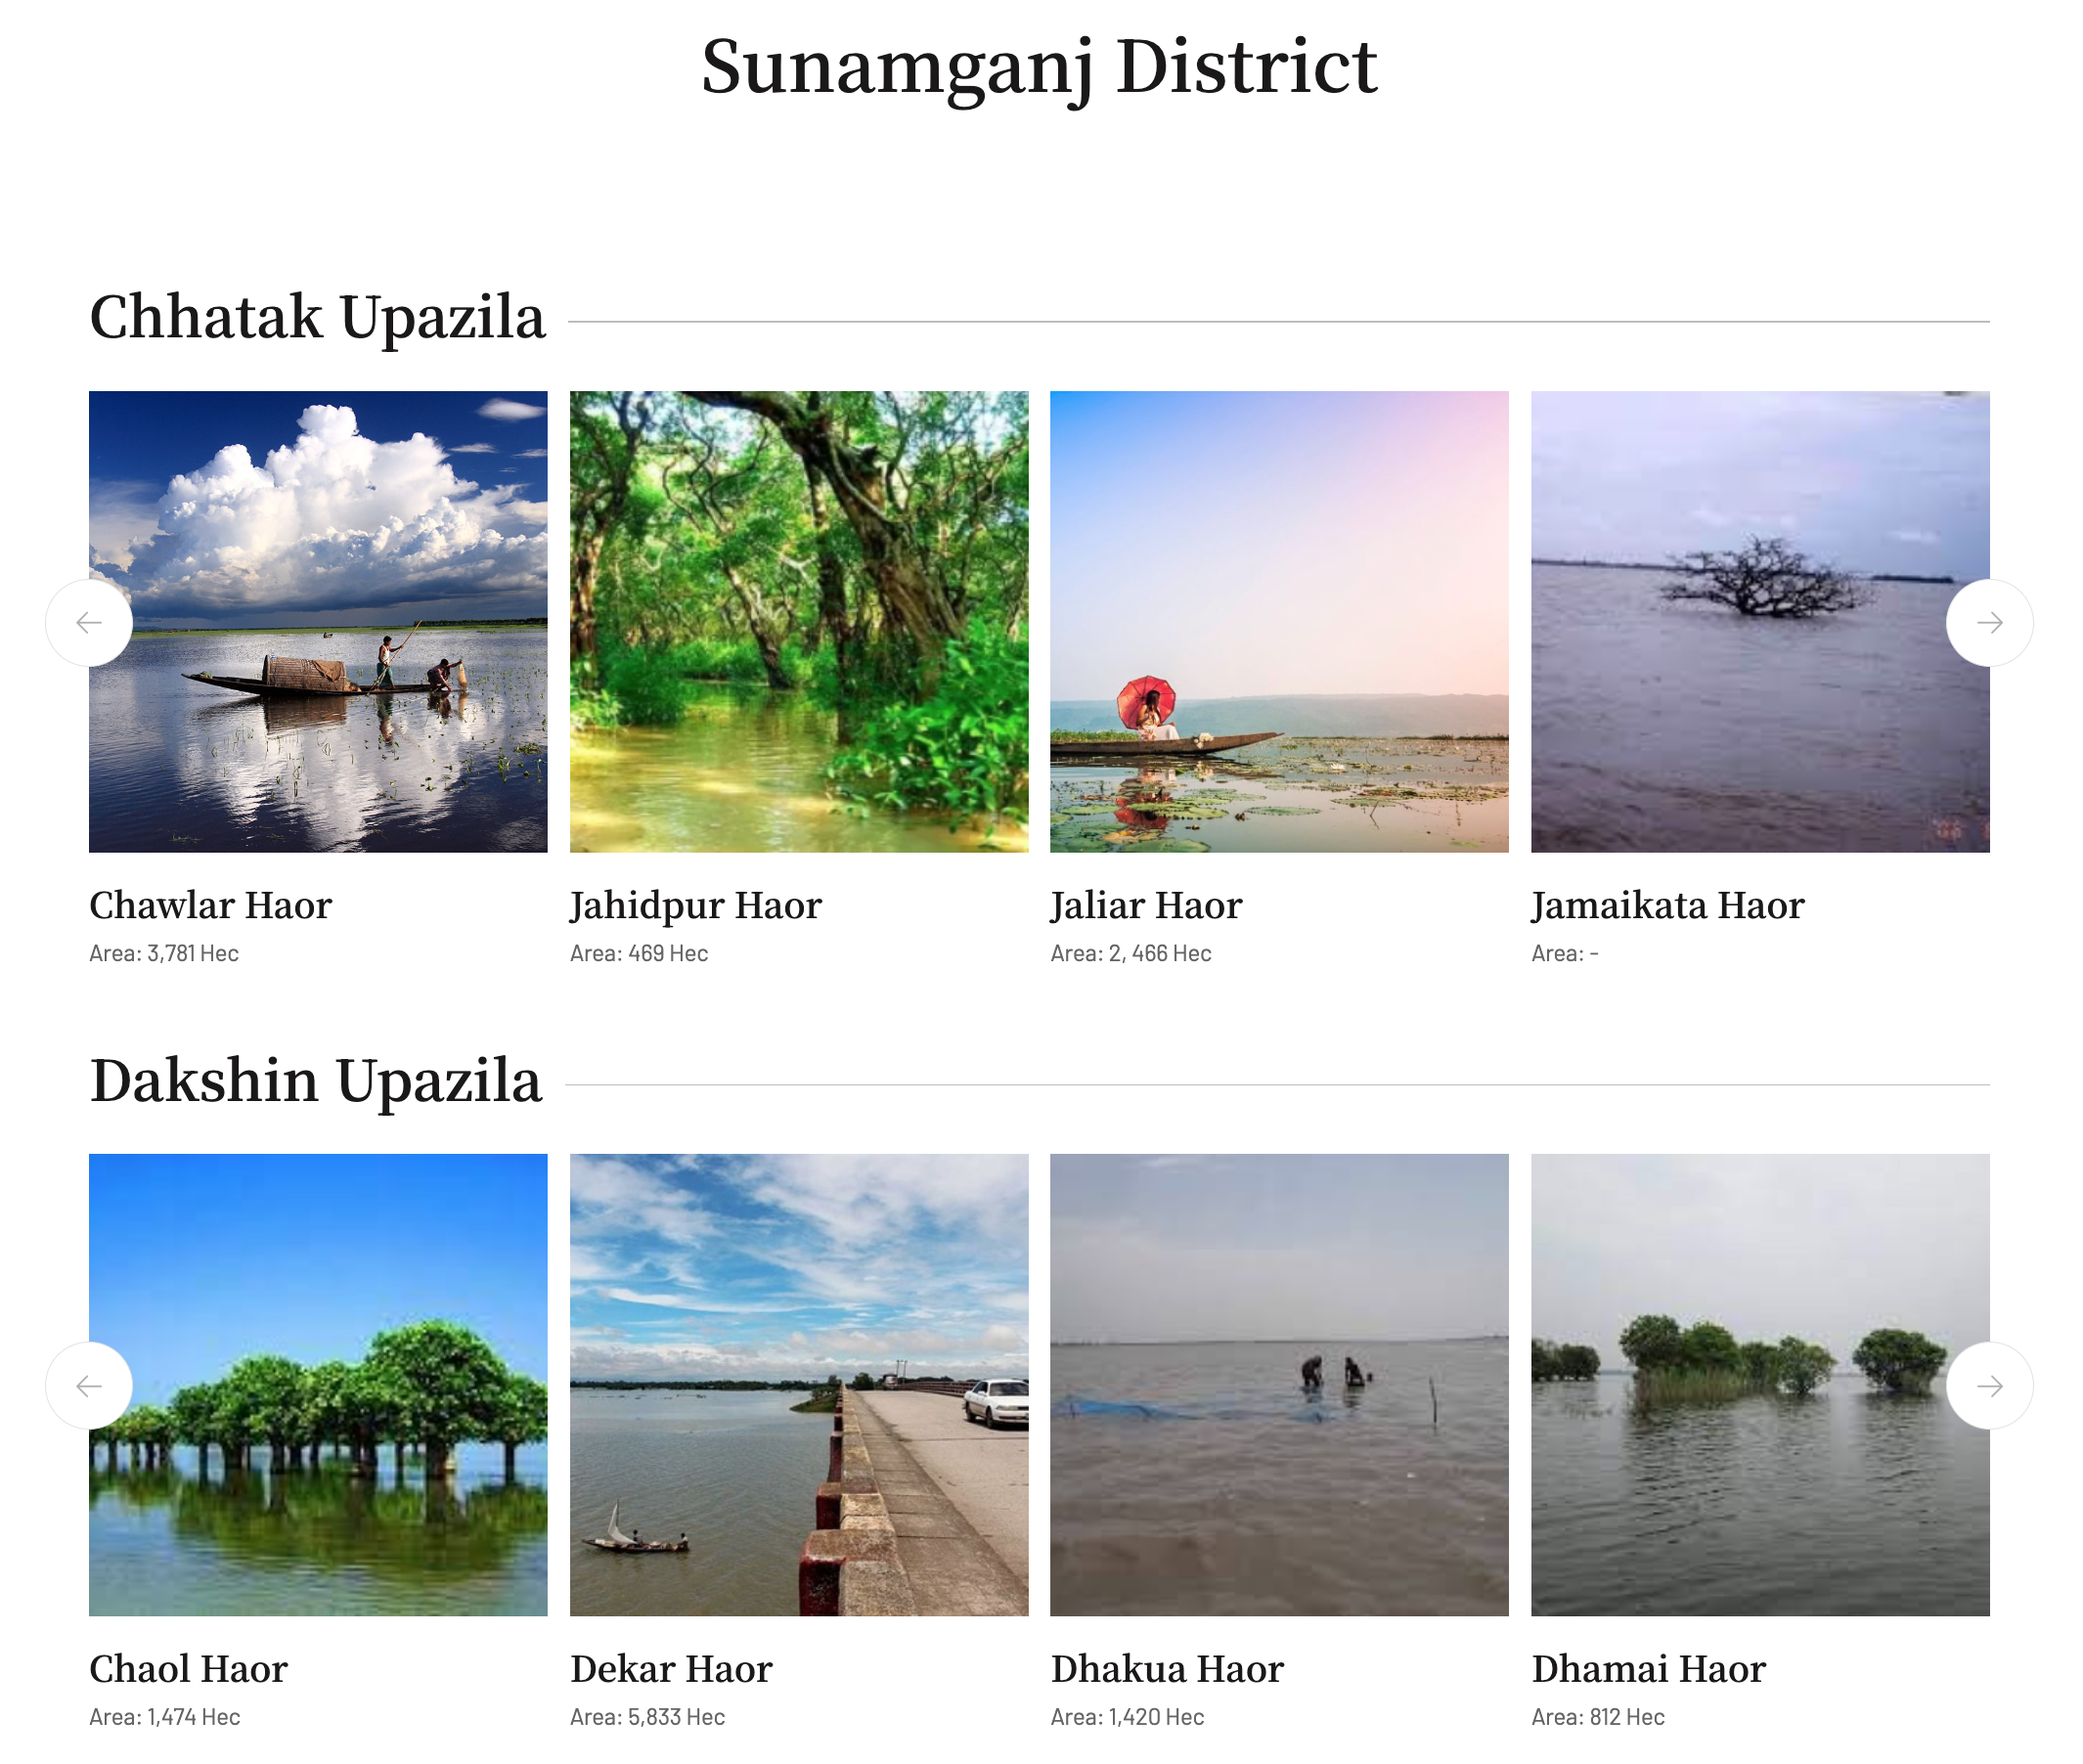 Sunamganj District
Chhatak Upazila
Chawlar Haor
Area: 3,781 Hec
Jahidpur Haor
Area: 469 Hec
Jaliar Haor
Area: 2, 466 Hec
Jamaikata Haor
Area: -
Dakshin Upazila
Chaol Haor
Area: 1,474 Hec
Dekar Haor
Area: 5,833 Hec
Dhakua Haor
Area: 1,420 Hec
Dhamai Haor
Area: 812 Hec